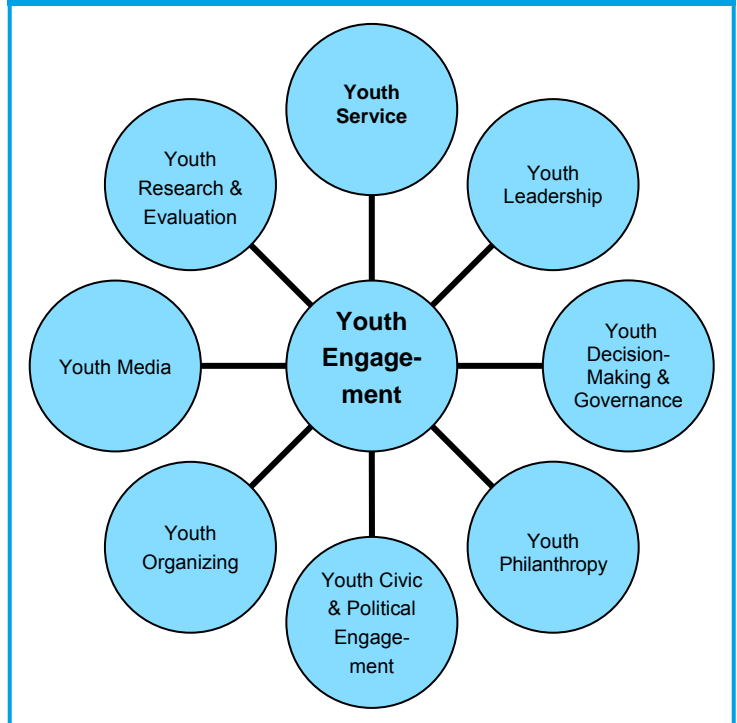 Youth
Service
Youth
Leadership
Youth
Decision-
Making &
Governance
Youth
Philanthropy
Youth Civic
& Political
Engage-
ment
Youth
Organizing
Youth Media
Youth
Research &
Evaluation
Youth
Engage-
ment